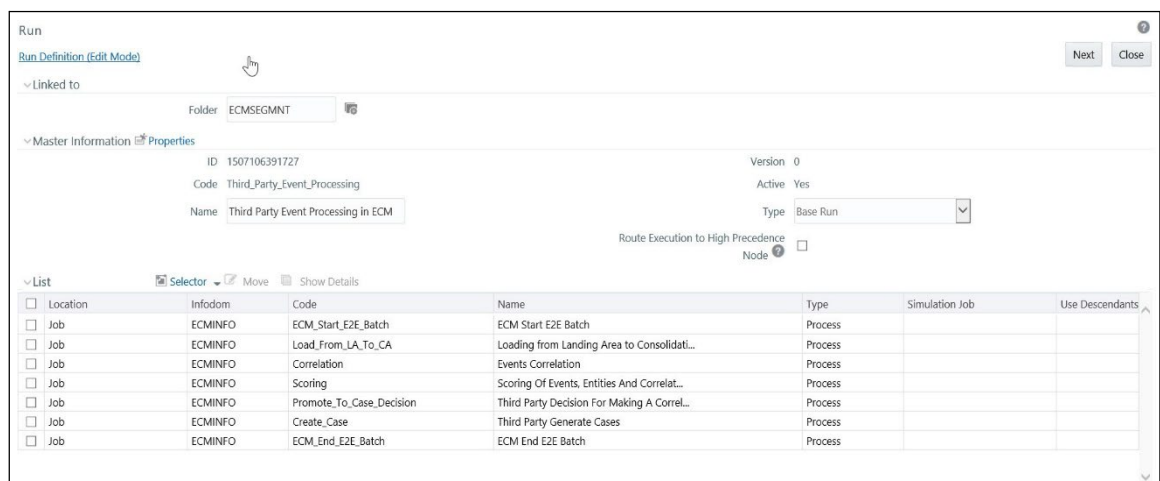 Run
Run Definition (Edit Mode)
Next Close
Linked to
Folder ECMSEGMNT
Master Information Properties
ID 1507106391727 Version 0
Code Third_Party_Event_Processing Active Yes
Name Third Party Event Processing in ECM Type Base Run
Route Execution to High Precedence
Node
List Selector Move Show Details
Location Infodom Code Name Type Simulation Job Use Descendants
Job ECMINFO ECM_Start_E2E_Batch ECM Start E2E Batch Process
Job ECMINFO Load_From_LA_To_CA Loading from Landing Area to Consolidati... Process
Job ECMINFO Correlation Events Correlation Process
Job ECMINFO Scoring Scoring Of Events, Entities And Correlat... Process
Job ECMINFO Promote_To_Case_Decision Third Party Decision For Making A Correl... Process
Job ECMINFO Create_Case Third Party Generate Cases Process
Job ECMINFO ECM_End_E2E_Batch ECM End E2E Batch Process